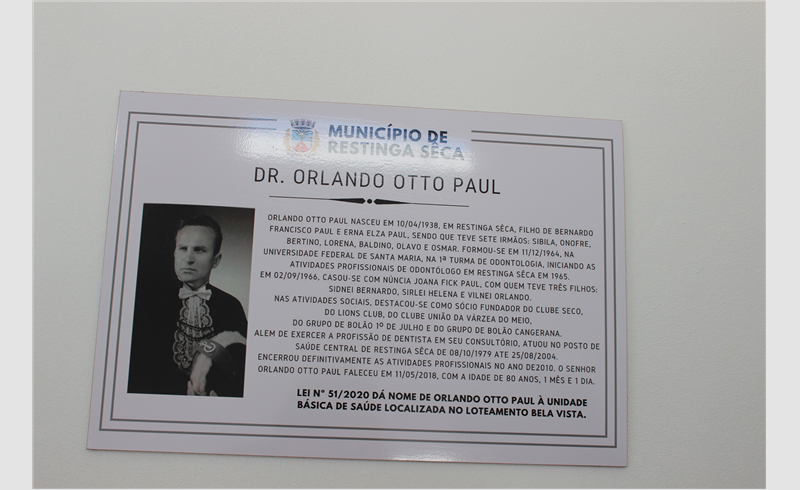 MUNICÍPIO DE
RESTINGA SÊCA
DR. ORLANDO OTTO PAUL
ORLANDO OTTO PAUL NASCEU EM 10/04/1938, EM RESTINGA SÊCA, FILHO DE BERNARDO
FRANCISCO PAUL E ERNA ELZA PAUL, SENDO QUE TEVE SETE IRMÃOS: SIBILA, ONOFRE,
BERTINO, LORENA, BALDINO, OLAVO E OSMAR. FORMOU-SE EM 11/12/1964, NA
UNIVERSIDADE FEDERAL DE SANTA MARIA, NA 1ª TURMA DE ODONTOLOGIA, INICIANDO AS
ATIVIDADES PROFISSIONAIS DE ODONTÓLOGO EM RESTINGA SÊCA EM 1965.
EM 02/09/1966, CASOU-SE COM NÚNCIA JOANA FICK PAUL, COM QUEM TEVE TRÊS FILHOS:
SIDNEI BERNARDO, SIRLEI HELENA E VILNEI ORLANDO.
NAS ATIVIDADES SOCIAIS, DESTACOU-SE COMO SÓCIO FUNDADOR DO CLUBE SECO,
DO LIONS CLUB, DO CLUBE UNIÃO DA VÁRZEA DO MEIO,
DO GRUPO DE BOLÃO 1º DE JULHO E DO GRUPO DE BOLÃO CANGERANA.
ALEM DE EXERCER A PROFISSÃO DE DENTISTA EM SEU CONSULTÓRIO, ATUOU NO POSTO DE
SAÚDE CENTRAL DE RESTINGA SÊCA DE 08/10/1979 ATE 25/08/2004.
ENCERROU DEFINITIVAMENTE AS ATIVIDADES PROFISSIONAIS NO ANO DE2010. O SENHOR
ORLANDO OTTO PAUL FALECEU EM 11/05/2018, COM A IDADE DE 80 ANOS, 1 MÊS E 1 DIA.
LEI N° 51/2020 DÁ NOME DE ORLANDO OTTO PAUL À UNIDADE
BÁSICA DE SAÚDE LOCALIZADA NO LOTEAMENTO BELA VISTA.